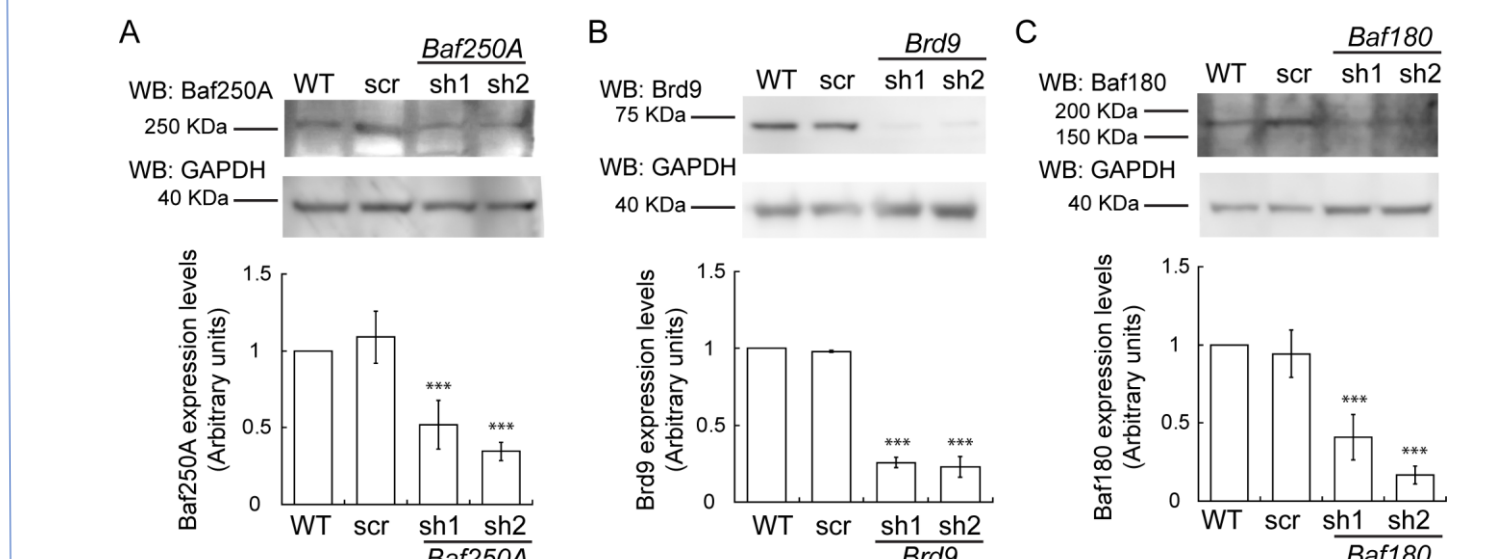 A
Baf250A
WB: Baf250A WT scr sh1 sh2
250 KDa
WB: GAPDH
40 KDa
Baf250A expression levels
(Arbitrary units)
1.5
1
0.5
0
***
***
WT scr sh1 sh2
Baf250A
B
Brd9
WB: Brd9 WT scr sh1 sh2
75 KDa
WB: GAPDH
40 KDa
Brd9 expression levels
(Arbitrary units)
1.5
1
0.5
0
***
***
WT scr sh1 sh2
Brd9
C
Baf180
WB: Baf180 WT scr sh1 sh2
200 KDa
150 KDa
WB: GAPDH
40 KDa
Baf180 expression levels
(Arbitrary units)
1.5
1
0.5
0
***
***
WT scr sh1 sh2
Baf180